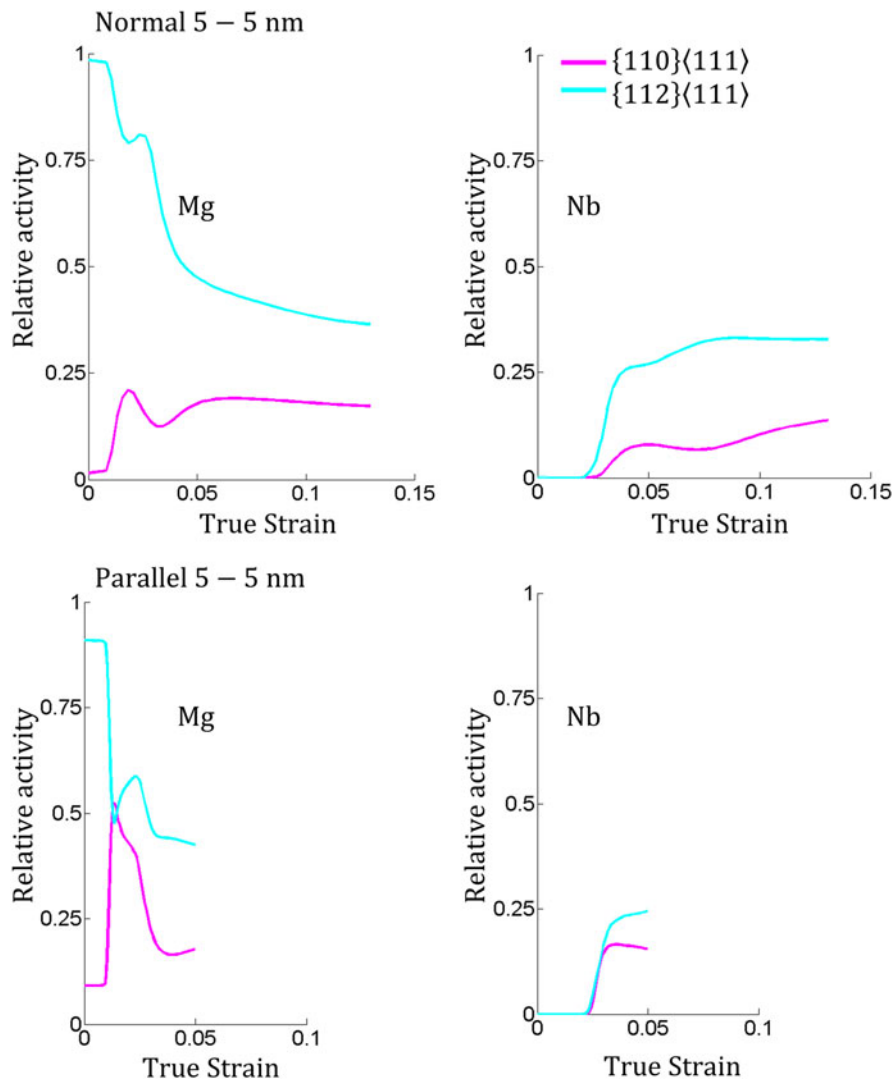 Normal 5 – 5 nm
1
0.75
0.5
0.25
0
Relative activity
Mg
0 0.05 0.1 0.15
True Strain
{110}⟨111⟩
{112}⟨111⟩
1
0.75
0.5
0.25
0
Relative activity
Nb
0 0.05 0.1 0.15
True Strain
Parallel 5 – 5 nm
1
0.75
0.5
0.25
0
Relative activity
Mg
0 0.05 0.1
True Strain
1
0.75
0.5
0.25
0
Relative activity
Nb
0 0.05 0.1
True Strain